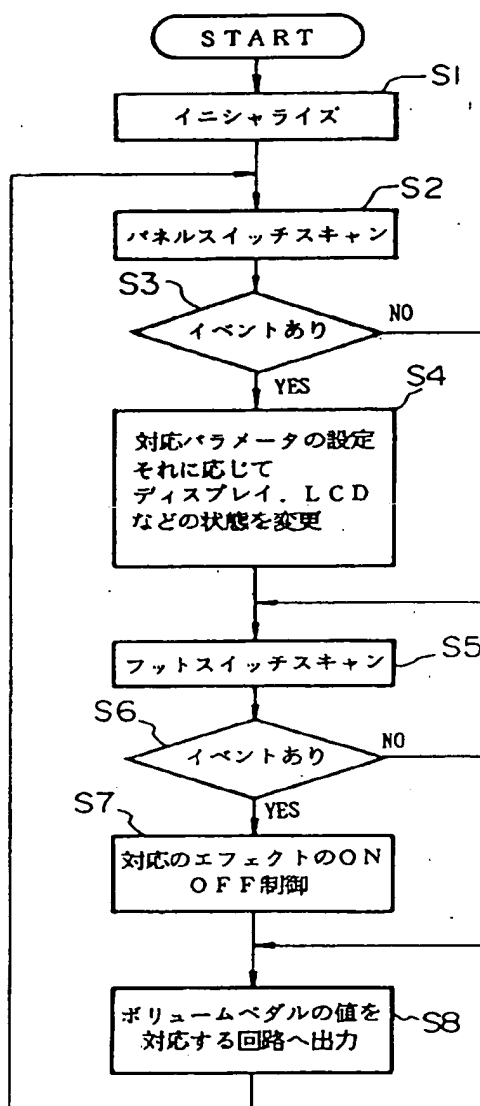 START
S1
イニシャライズ
S2
パネルスイッチスキャン
S3
イベントあり
NO
YES
S4
対応パラメータの設定
それに応じて
ディスプレイ．LCD
などの状態を変更
フットスイッチスキャン
S5
S6
イベントあり
NO
YES
S7
対応のエフェクトのON
OFF制御
ボリュームペダルの値を
対応する回路へ出力
S8